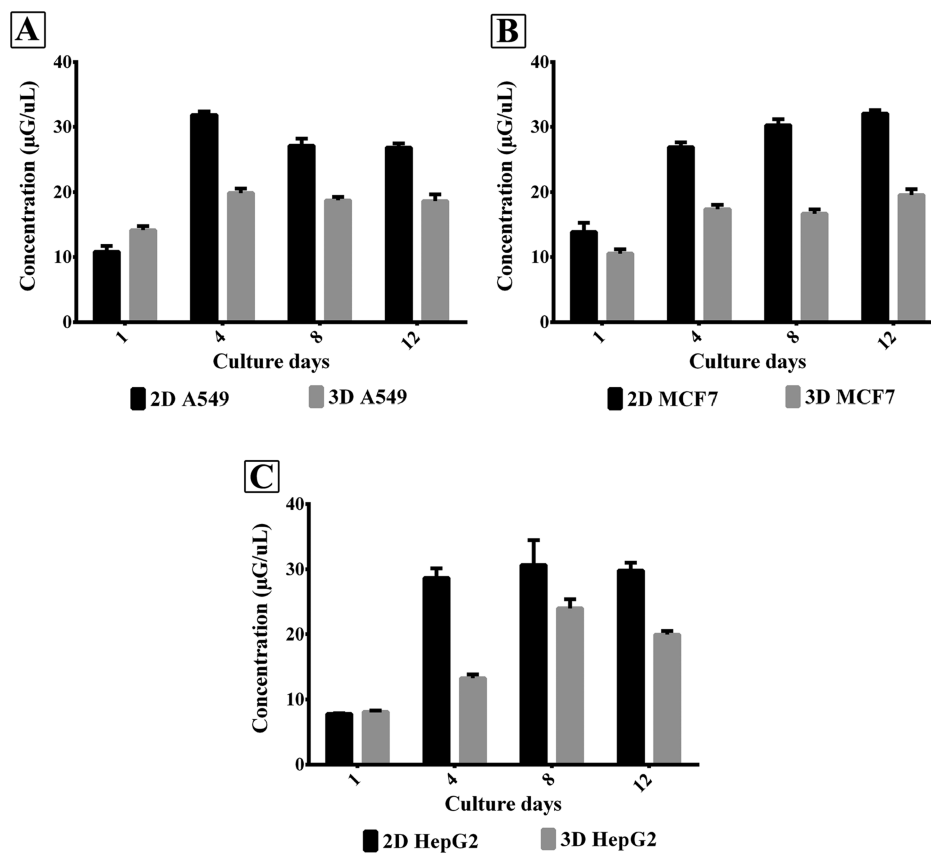 A
Concentration (µG/uL)
40
30
20
10
0
1
4
8
12
Culture days
2D A549
3D A549
B
Concentration (µG/uL)
40
30
20
10
0
1
4
8
12
Culture days
2D MCF7
3D MCF7
C
Concentration (µG/uL)
40
30
20
10
0
1
4
8
12
Culture days
2D HepG2
3D HepG2